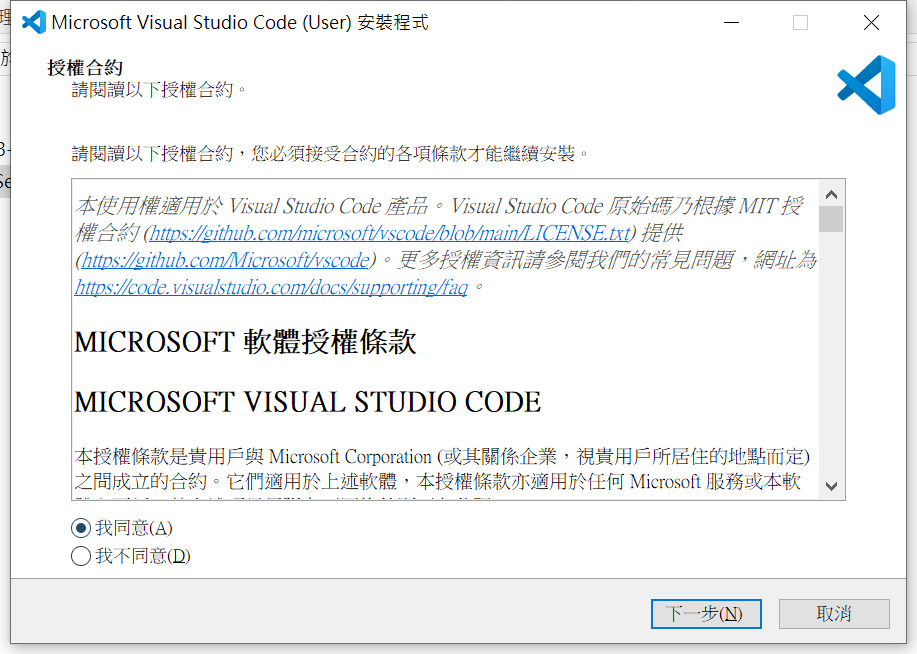 Microsoft Visual Studio Code (User) 安裝程式
授權合約
請閱讀以下授權合約。
請閱讀以下授權合約，您必須接受合約的各項條款才能繼續安裝。
本使用權適用於 Visual Studio Code 產品。Visual Studio Code 原始碼乃根據 MIT 授
權合約 (https://github.com/microsoft/vscode/blob/main/LICENSE.txt) 提供
(https://github.com/Microsoft/vscode)。更多授權資訊請參閱我們的常見問題，網址為
https://code.visualstudio.com/docs/supporting/faq。
MICROSOFT 軟體授權條款
MICROSOFT VISUAL STUDIO CODE
本授權條款是貴用戶與 Microsoft Corporation (或其關係企業，視貴用戶所居住的地點而定)
之間成立的合約。它們適用於上述軟體，本授權條款亦適用於任何 Microsoft 服務或本軟
我同意(A)
我不同意(D)
下一步(N)
取消